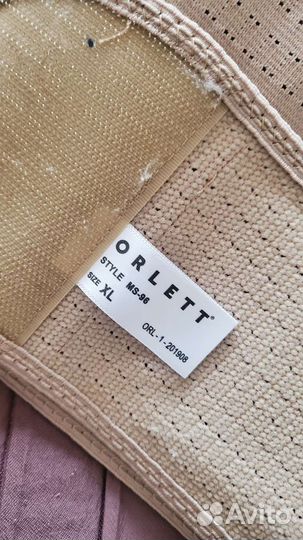 ORLETT®
STYLE MS-96
SIZE XL
ORL-1-201908
Avito